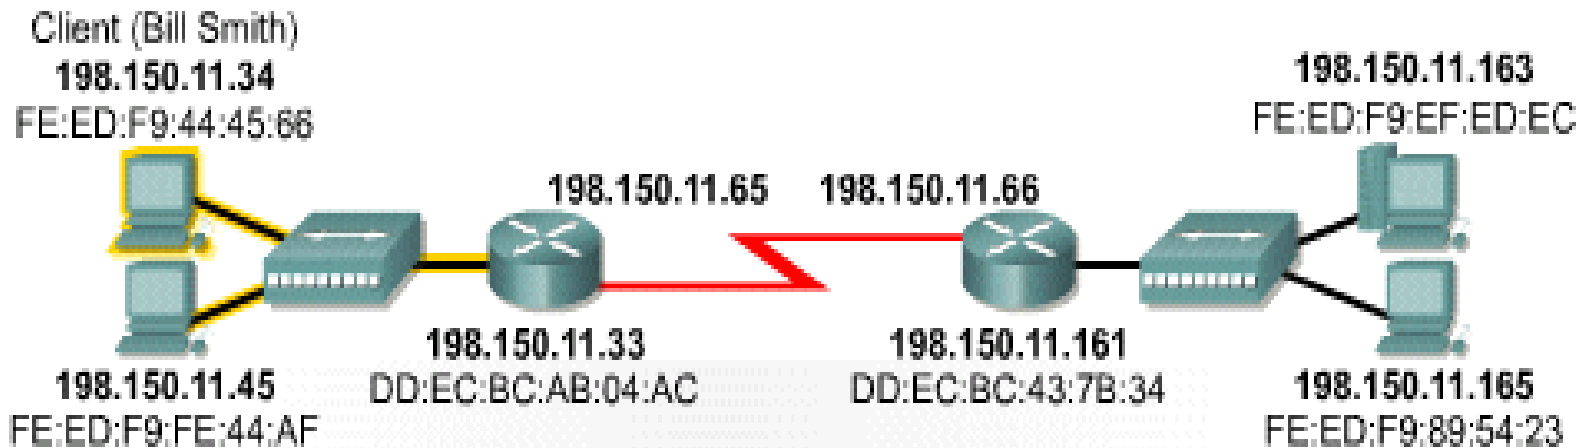 Client (Bill Smith)
198.150.11.34
FE:ED:F9:44:45:66
198.150.11.163
FE:ED:F9:EF:ED:EC
198.150.11.65
198.150.11.66
198.150.11.33
DD:EC:BC:AB:04:AC
198.150.11.161
DD:EC:BC:43:7B:34
198.150.11.45
FE:ED:F9:FE:44:AF
198.150.11.165
FE:ED:F9:89:54:23